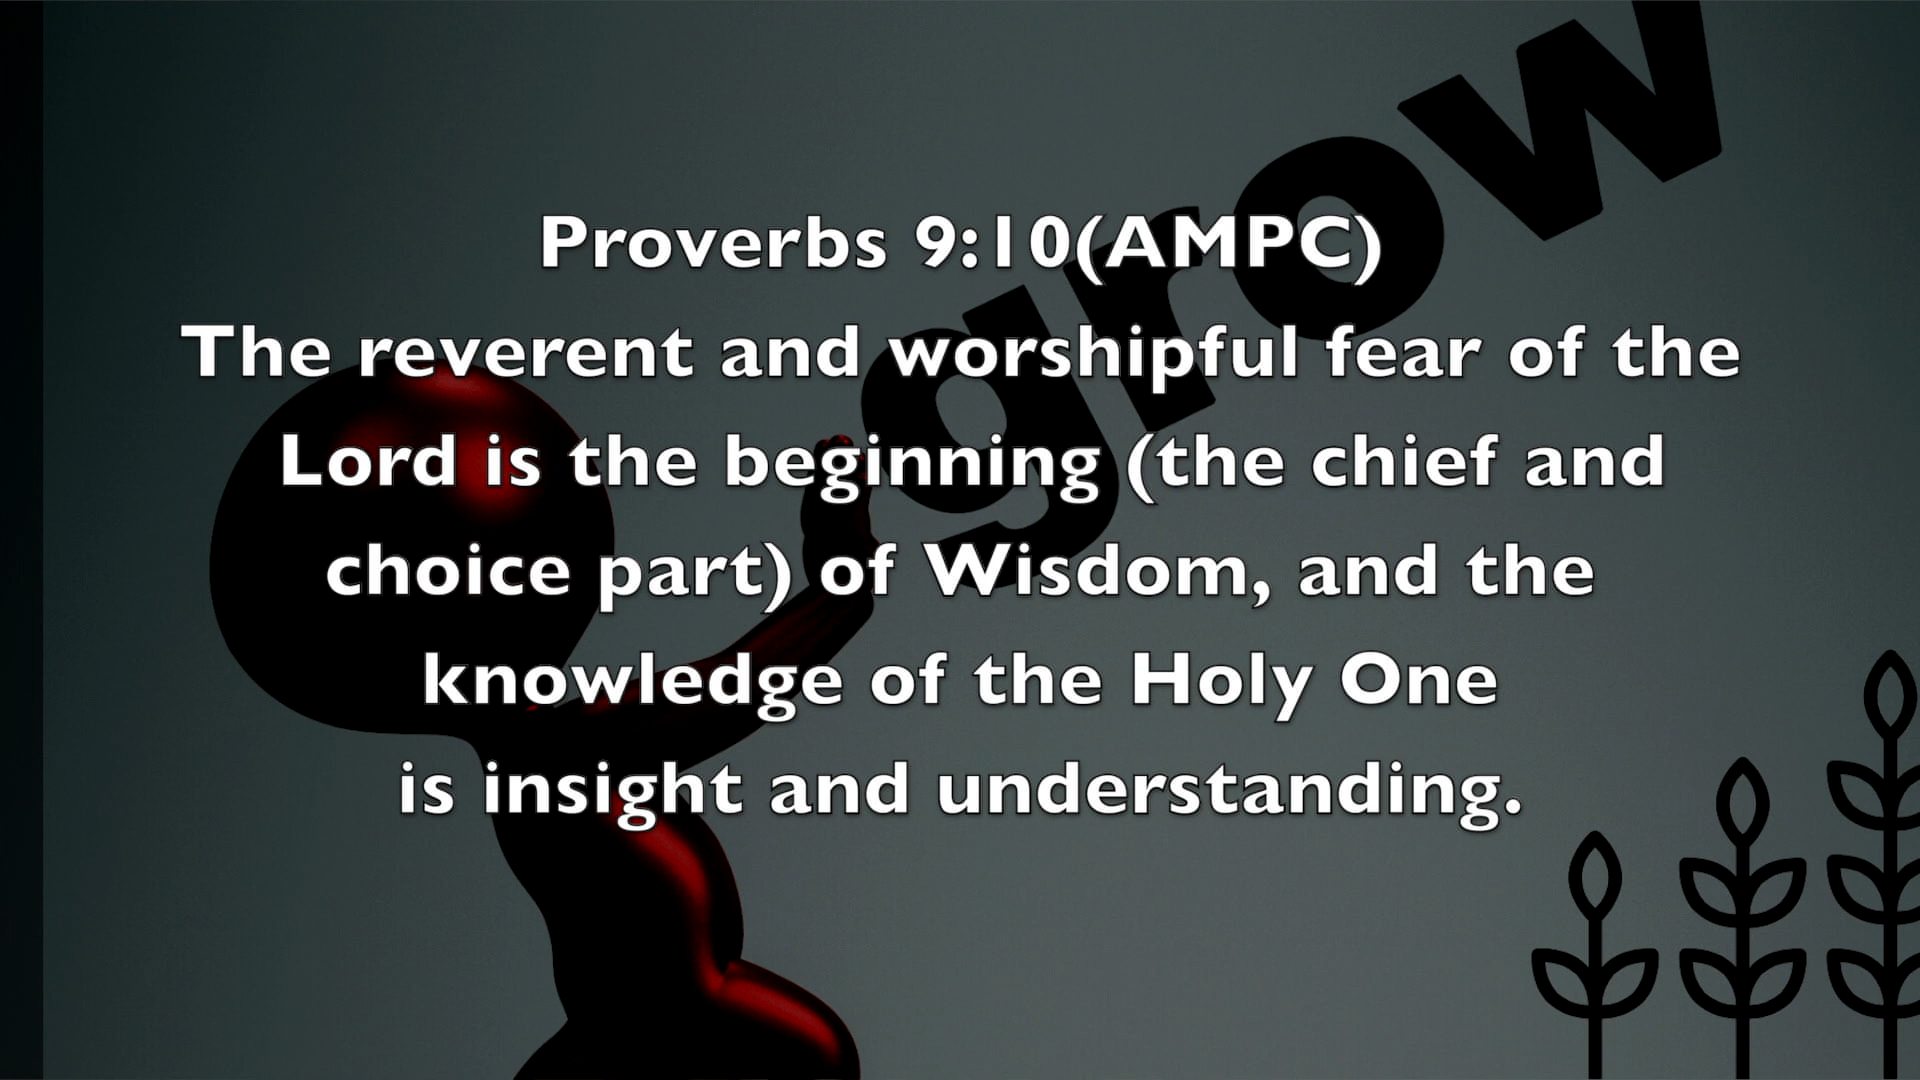 grow
Proverbs 9:10(AMPC)
The reverent and worshipful fear of the
Lord is the beginning (the chief and
choice part) of Wisdom, and the
knowledge of the Holy One
is insight and understanding.